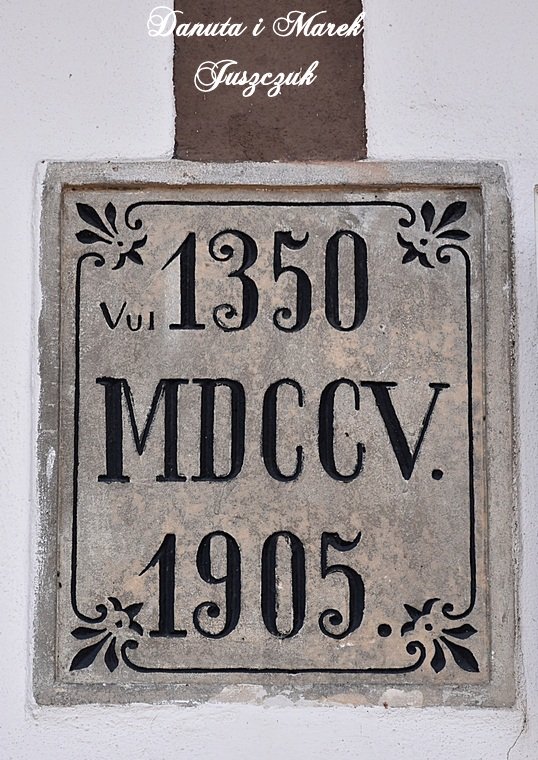 Danuta i Marek
Juszczuk
Vui 1350
MDCCV.
1905.